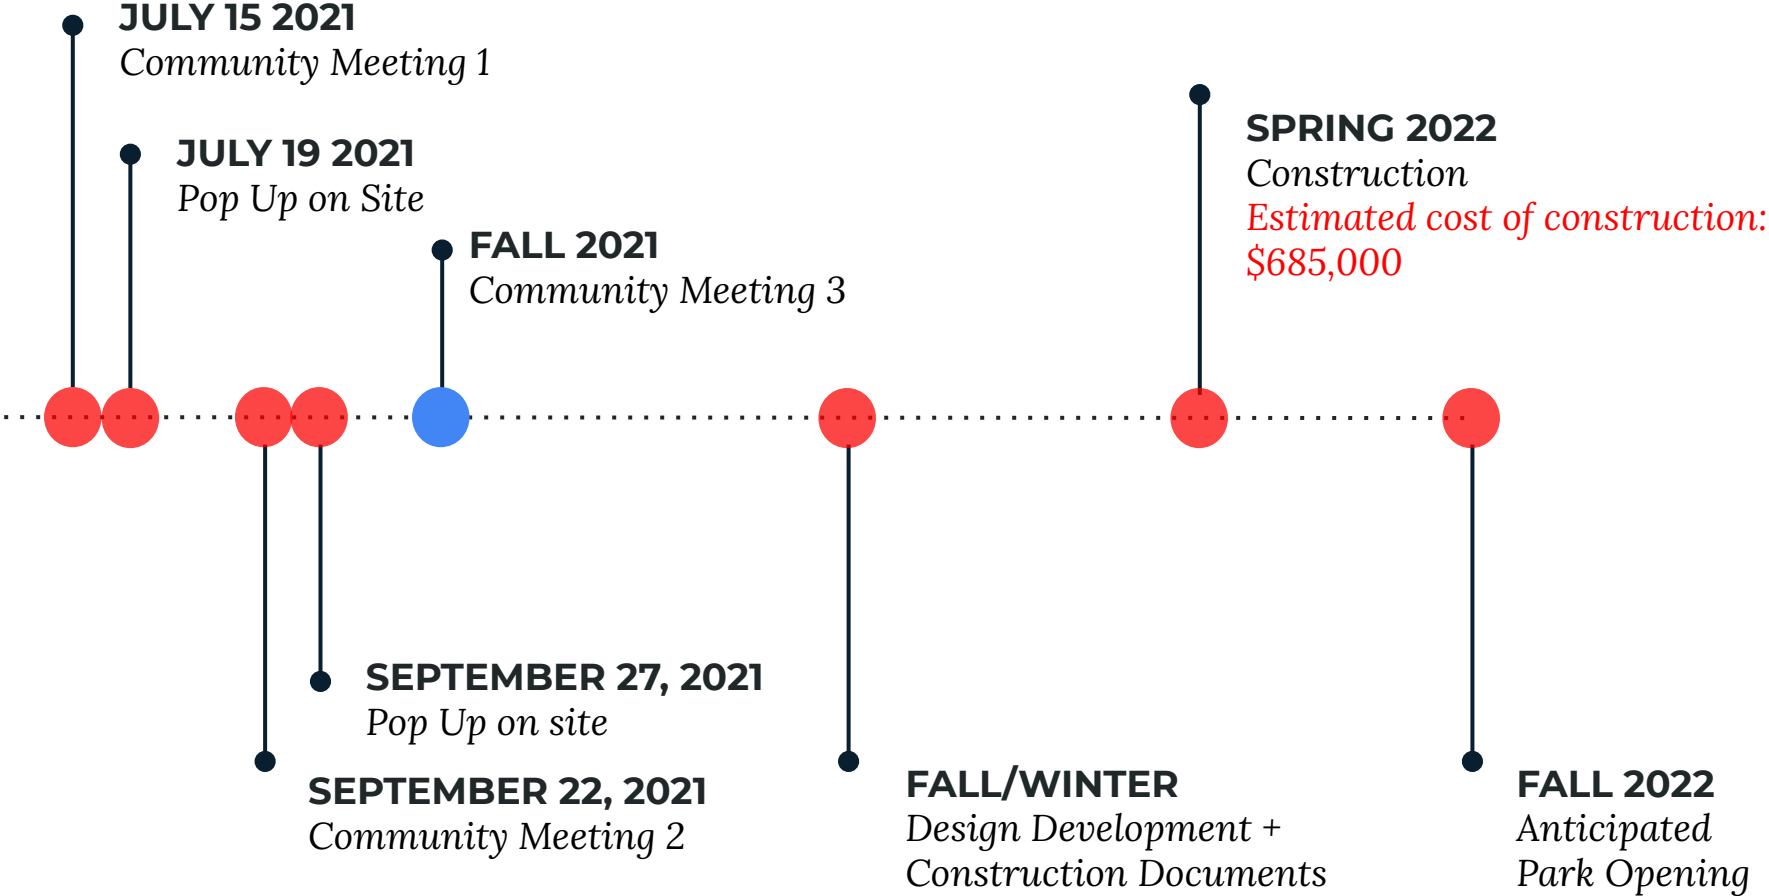 JULY 15 2021
Community Meeting 1
JULY 19 2021
Pop Up on Site
FALL 2021
Community Meeting 3
SPRING 2022
Construction
Estimated cost of construction:
$685,000
SEPTEMBER 27, 2021
Pop Up on site
SEPTEMBER 22, 2021
Community Meeting 2
FALL/WINTER
Design Development +
Construction Documents
FALL 2022
Anticipated
Park Opening